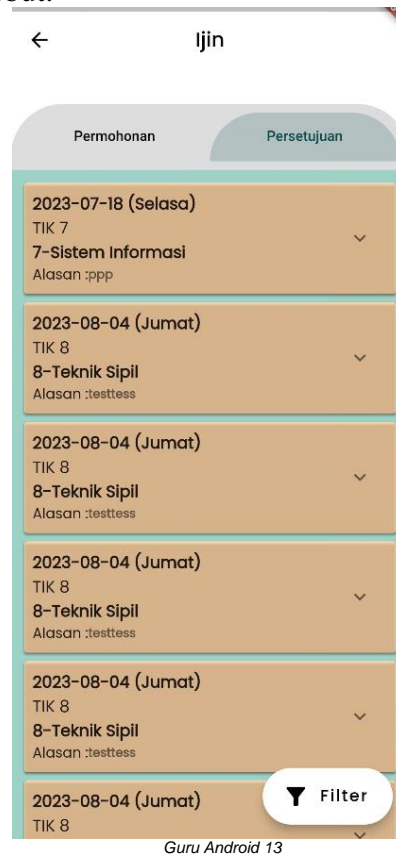 Ijin
Permohonan
Persetujuan
2023-07-18 (Selasa)
TIK 7
7-Sistem Informasi
Alasan :ppp
2023-08-04 (Jumat)
TIK 8
8-Teknik Sipil
Alasan :testtess
2023-08-04 (Jumat)
TIK 8
8-Teknik Sipil
Alasan :testtess
2023-08-04 (Jumat)
TIK 8
8-Teknik Sipil
Alasan :testtess
2023-08-04 (Jumat)
TIK 8
8-Teknik Sipil
Alasan :testtess
2023-08-04 (Jumat)
TIK 8
Filter
Guru Android 13